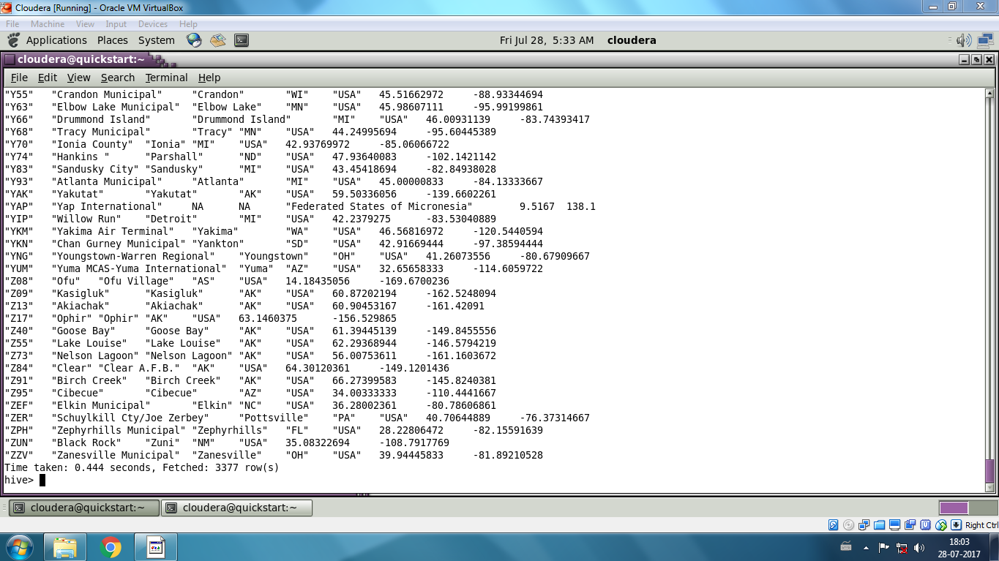 Cloudera [Running] - Oracle VM VirtualBox
File Machine View Input Devices Help
Applications Places System Fri Jul 28, 5:33 AM cloudera
cloudera@quickstart:~
File Edit View Search Terminal Help
"Y55" "Crandon Municipal" "Crandon" "WI" "USA" 45.51662972 -88.93344694
"Y63" "Elbow Lake Municipal" "Elbow Lake" "MN" "USA" 45.98607111 -95.99199861
"Y66" "Drummond Island" "Drummond Island" "MI" "USA" 46.00931139 -83.74393417
"Y68" "Tracy Municipal" "Tracy" "MN" "USA" 44.24995694 -95.60445389
"Y70" "Ionia County" "Ionia" "MI" "USA" 42.93769972 -85.06066722
"Y74" "Hankins " "Parshall" "ND" "USA" 47.93640083 -102.1421142
"Y83" "Sandusky City" "Sandusky" "MI" "USA" 43.45418694 -82.84938028
"Y93" "Atlanta Municipal" "Atlanta" "MI" "USA" 45.00000833 -84.13333667
"YAK" "Yakutat" "Yakutat" "AK" "USA" 59.50336056 -139.6602261
"YAP" "Yap International" NA NA "Federated States of Micronesia" 9.5167 138.1
"YIP" "Willow Run" "Detroit" "MI" "USA" 42.2379275 -83.53040889
"YKM" "Yakima Air Terminal" "Yakima" "WA" "USA" 46.56816972 -120.5440594
"YKN" "Chan Gurney Municipal" "Yankton" "SD" "USA" 42.91669444 -97.38594444
"YNG" "Youngstown-Warren Regional" "Youngstown" "OH" "USA" 41.26073556 -80.67909667
"YUM" "Yuma MCAS-Yuma International" "Yuma" "AZ" "USA" 32.65658333 -114.6059722
"Z08" "Ofu" "Ofu Village" "AS" "USA" 14.18435056 -169.6700236
"Z09" "Kasigluk" "Kasigluk" "AK" "USA" 60.87202194 -162.5248094
"Z13" "Akiachak" "Akiachak" "AK" "USA" 60.90453167 -161.42091
"Z17" "Ophir" "Ophir" "AK" "USA" 63.1460375 -156.529865
"Z40" "Goose Bay" "Goose Bay" "AK" "USA" 61.39445139 -149.8455556
"Z55" "Lake Louise" "Lake Louise" "AK" "USA" 62.29368944 -146.5794219
"Z73" "Nelson Lagoon" "Nelson Lagoon" "AK" "USA" 56.00753611 -161.1603672
"Z84" "Clear" "Clear A.F.B." "AK" "USA" 64.30120361 -149.1201436
"Z91" "Birch Creek" "Birch Creek" "AK" "USA" 66.27399583 -145.8240381
"Z95" "Cibecue" "Cibecue" "AZ" "USA" 34.00333333 -110.4441667
"ZEF" "Elkin Municipal" "Elkin" "NC" "USA" 36.28002361 -80.78606861
"ZER" "Schuylkill Cty/Joe Zerbey" "Pottsville" "PA" "USA" 40.70644889 -76.37314667
"ZPH" "Zephyrhills Municipal" "Zephyrhills" "FL" "USA" 28.22806472 -82.15591639
"ZUN" "Black Rock" "Zuni" "NM" "USA" 35.08322694 -108.7917769
"ZZV" "Zanesville Municipal" "Zanesville" "OH" "USA" 39.94445833 -81.89210528
Time taken: 0.444 seconds, Fetched: 3377 row(s)
hive>
cloudera@quickstart:~ cloudera@quickstart:~
Right Ctrl
18:03
28-07-2017